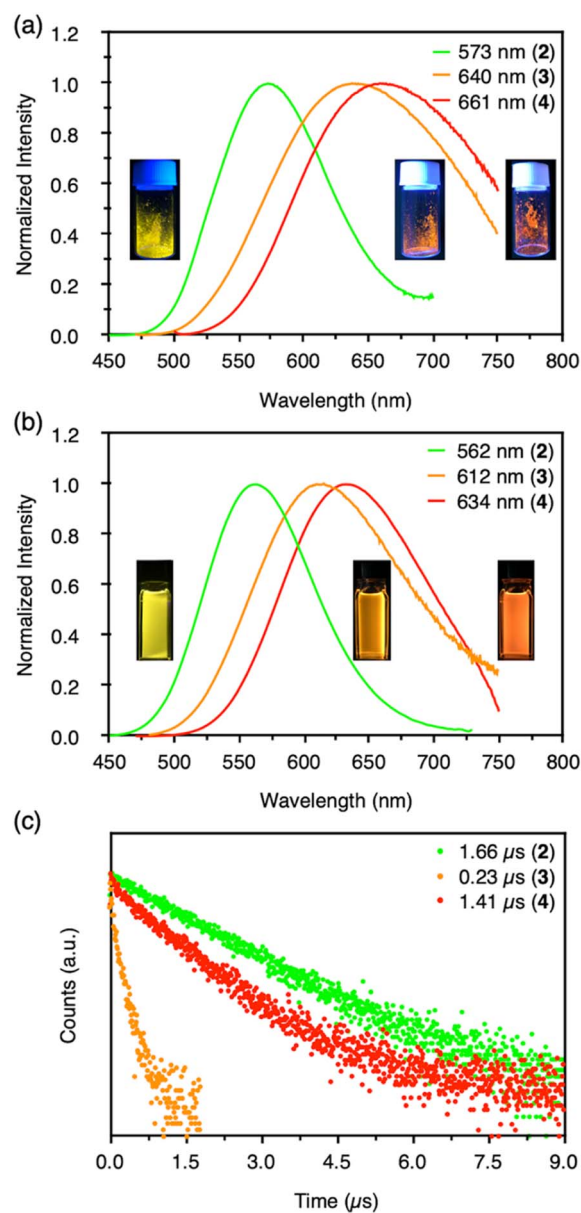 (a)
1.2
1.0
0.8
0.6
0.4
0.2
0.0
Normalized Intensity
573 nm (2)
640 nm (3)
661 nm (4)
450 500 550 600 650 700 750 800
Wavelength (nm)
(b)
1.2
1.0
0.8
0.6
0.4
0.2
0.0
Normalized Intensity
562 nm (2)
612 nm (3)
634 nm (4)
450 500 550 600 650 700 750 800
Wavelength (nm)
(c)
Counts (a.u.)
1.66 µs (2)
0.23 µs (3)
1.41 µs (4)
0.0 1.5 3.0 4.5 6.0 7.5 9.0
Time (µs)